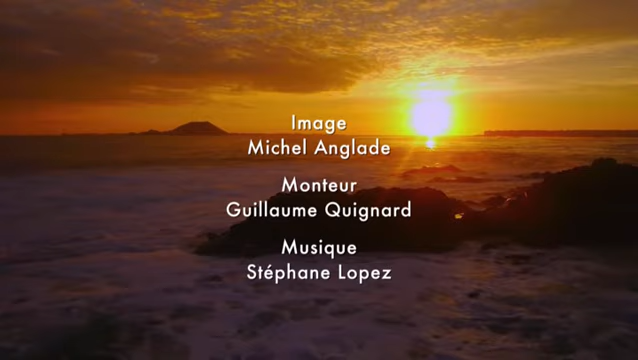 Image
Michel Anglade
Monteur
Guillaume Quignard
Musique
Stéphane Lopez